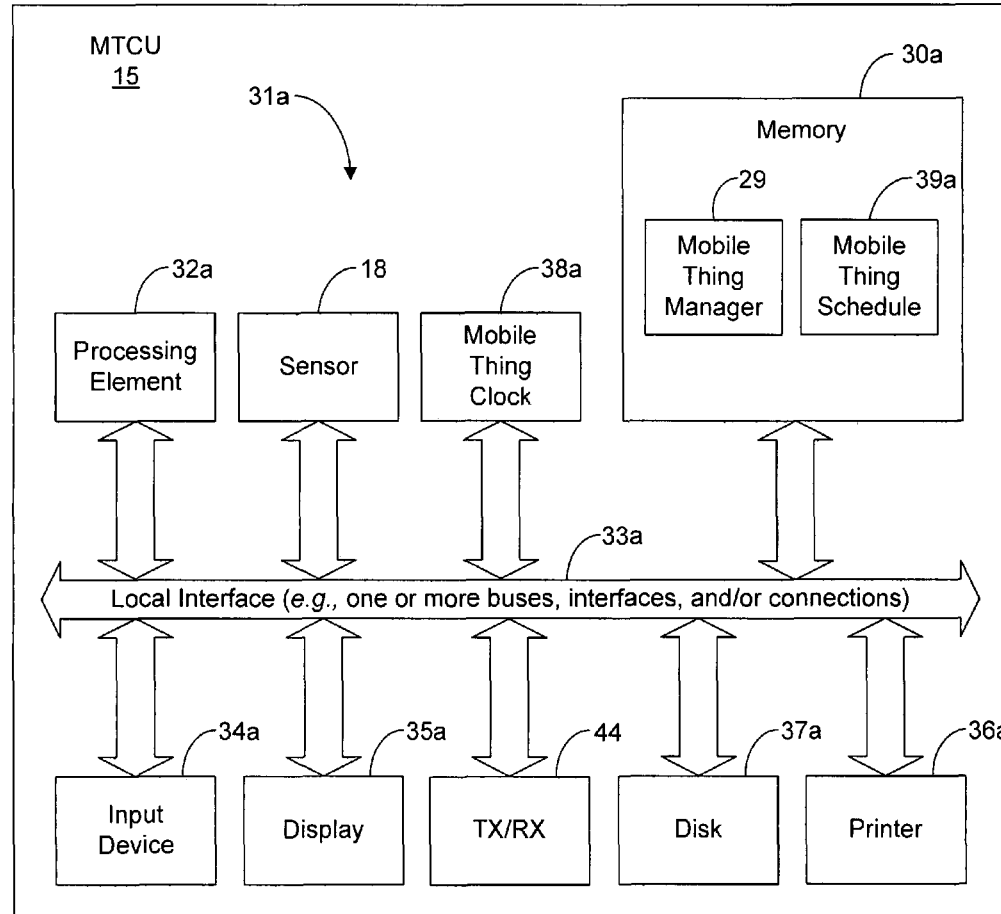 MTCU
15
31a
30a
Memory
29
39a
Mobile
Thing
Manager
Mobile
Thing
Schedule
32a
18
38a
Processing
Element
Sensor
Mobile
Thing
Clock
33a
Local Interface (e.g., one or more buses, interfaces, and/or connections)
34a
35a
44
37a
36a
Input
Device
Display
TX/RX
Disk
Printer